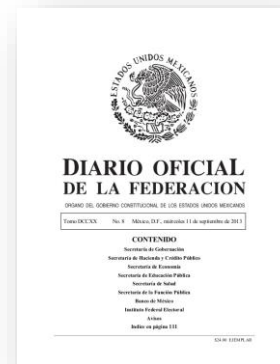 ESTADOS UNIDOS MEXICANOS
DIARIO OFICIAL
DE LA FEDERACION
ORGANO DEL GOBIERNO CONSTITUCIONAL DE LOS ESTADOS UNIDOS MEXICANOS
Tomo DCCXX No. 8 México, D.F., miércoles 11 de septiembre de 2013
CONTENIDO
Secretaría de Gobernación
Secretaría de Hacienda y Crédito Público
Secretaría de Economía
Secretaría de Educación Pública
Secretaría de Salud
Secretaría de la Función Pública
Banco de México
Instituto Federal Electoral
Avisos
Indice en página 111
EJEMPLAR